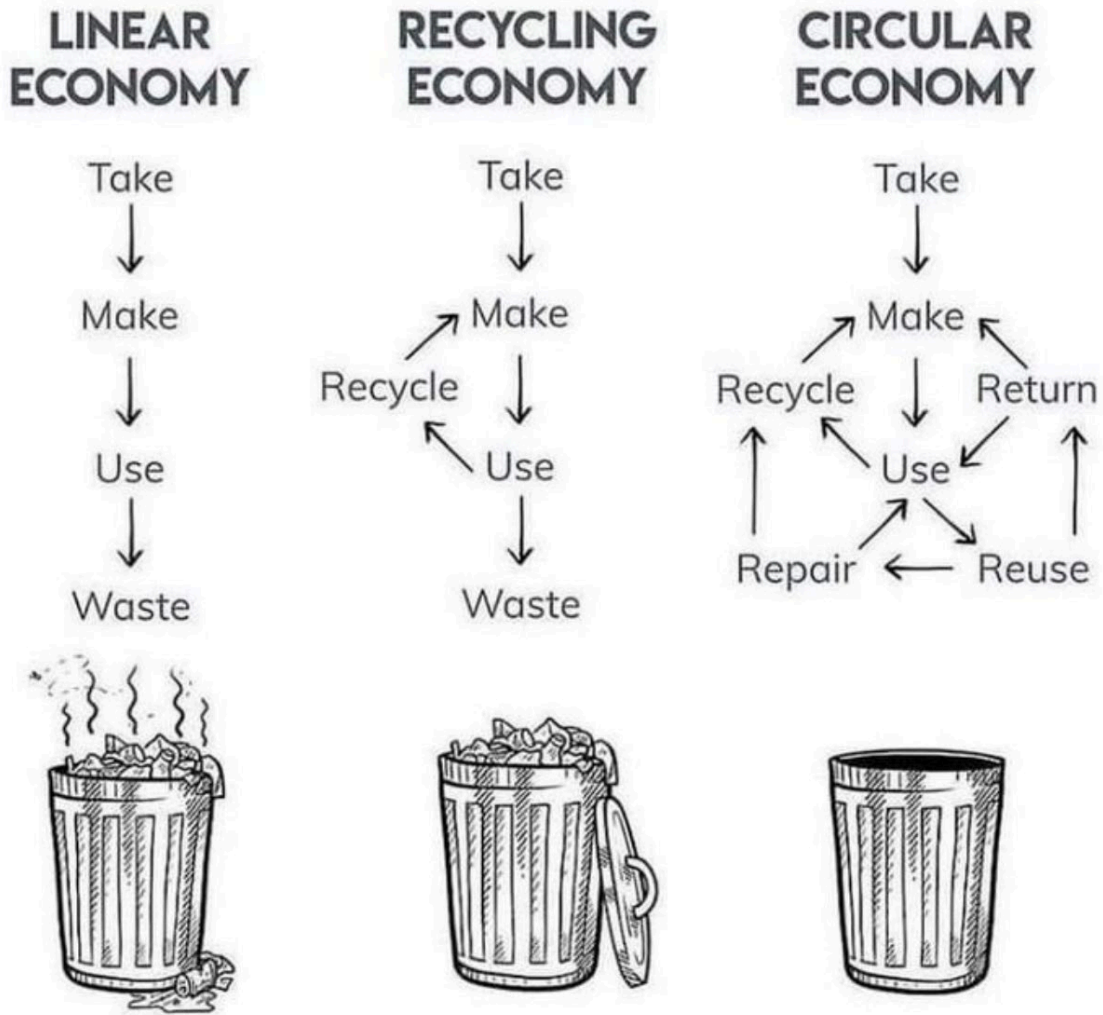 LINEAR
ECONOMY
Take
Make
Use
Waste
RECYCLING
ECONOMY
Take
Make
Recycle
Use
Waste
CIRCULAR
ECONOMY
Take
Make
Recycle
Return
Use
Repair
Reuse